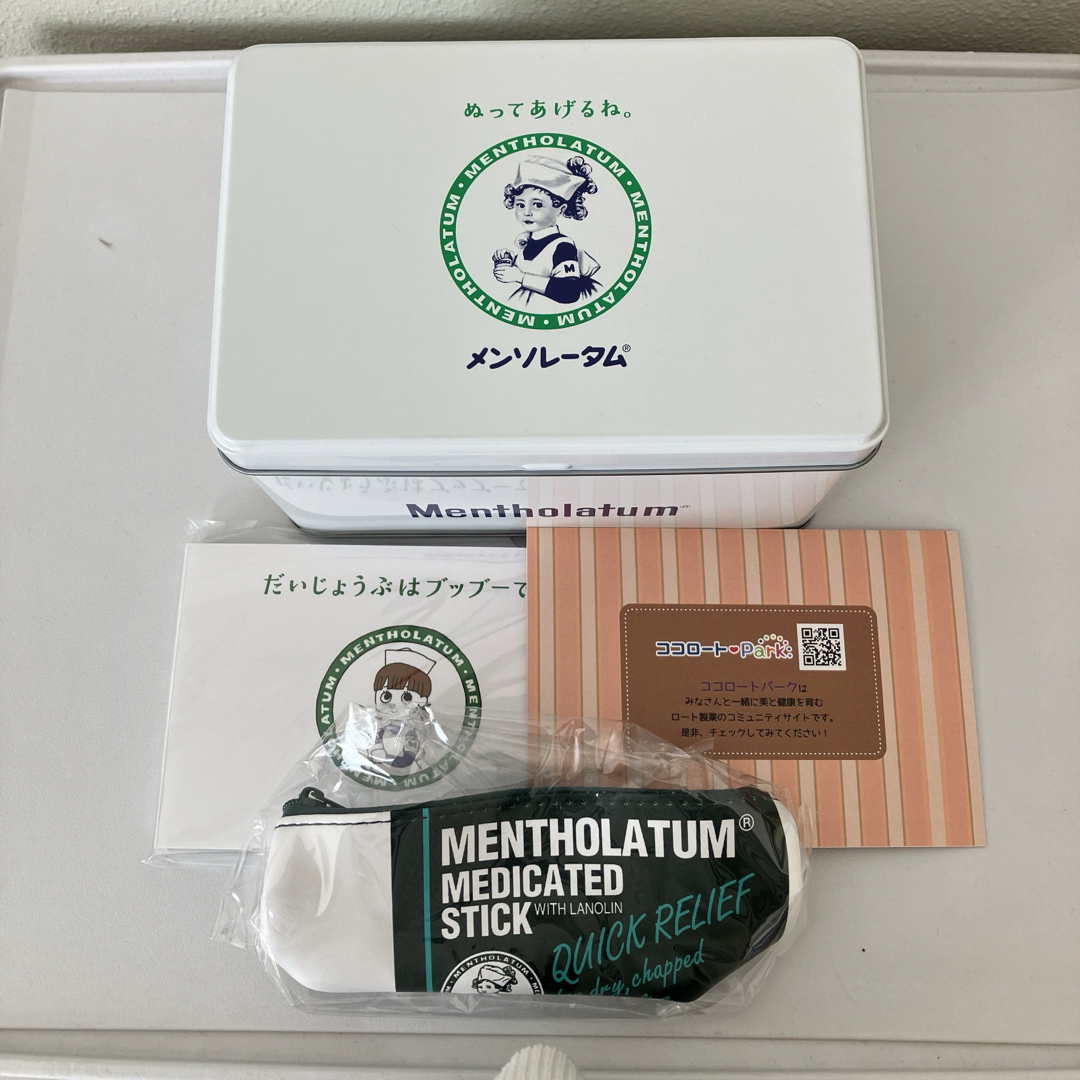 ぬってあげるね。
MENTHOLATUM • MENTHOLATUM • MENTHOLATUM • MENTHOLATUM •
メンソレータム®
M
Mentholatum
だいじょうぶはブッブーで
MENTHOLATUM • MEN
ココロート Park
ココロートパークは
みなさんと一緒に美と健康を育む
ロート製薬のコミュニティサイトです。
是非、チェックしてみてください！
MENTHOLATUM®
MEDICATED
STICK WITH LANOLIN
QUICK RELIEF
dry, chapped
MENTHOLATUM